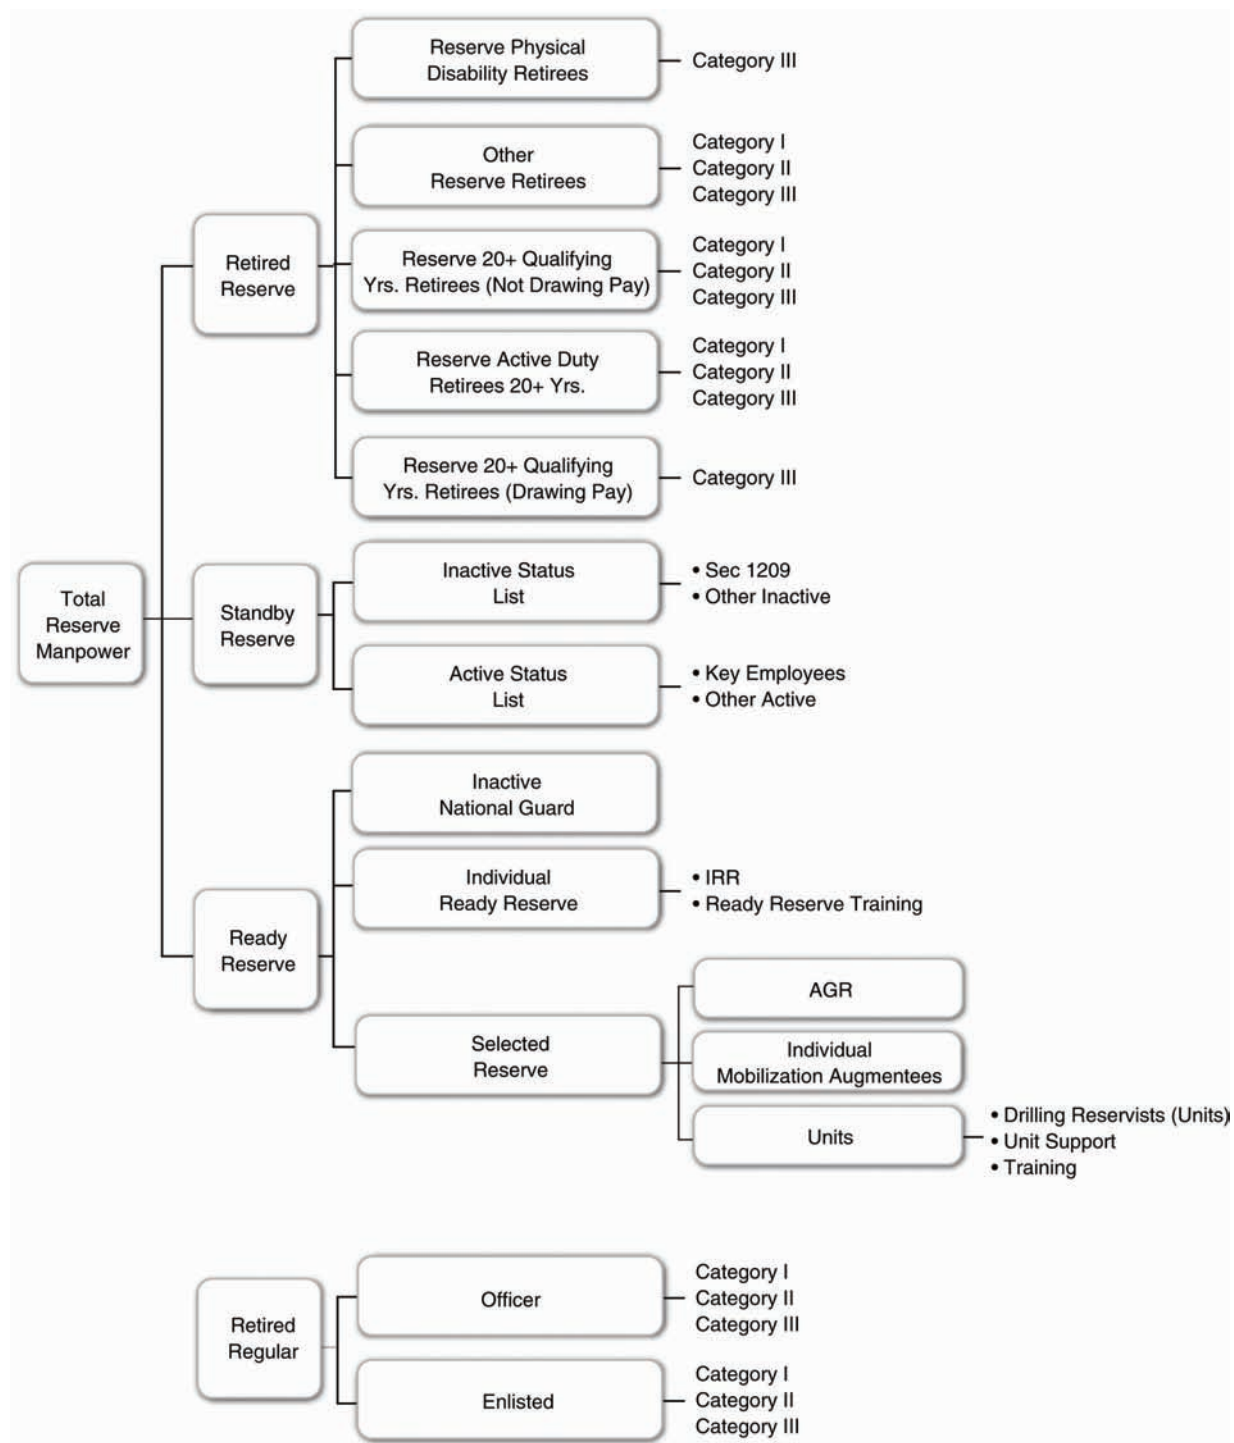 Reserve Physical
Disability Retirees
Category III
Other
Reserve Retirees
Category I
Category II
Category III
Retired
Reserve
Reserve 20+ Qualifying
Yrs. Retirees (Not Drawing Pay)
Category I
Category II
Category III
Reserve Active Duty
Retirees 20+ Yrs.
Category I
Category II
Category III
Reserve 20+ Qualifying
Yrs. Retirees (Drawing Pay)
Category III
Total
Reserve
Manpower
Standby
Reserve
Inactive Status
List
• Sec 1209
• Other Inactive
Active Status
List
• Key Employees
• Other Active
Ready
Reserve
Inactive
National Guard
Individual
Ready Reserve
• IRR
• Ready Reserve Training
Selected
Reserve
AGR
Individual
Mobilization Augmentees
Units
• Drilling Reservists (Units)
• Unit Support
• Training
Retired
Regular
Officer
Category I
Category II
Category III
Enlisted
Category I
Category II
Category III